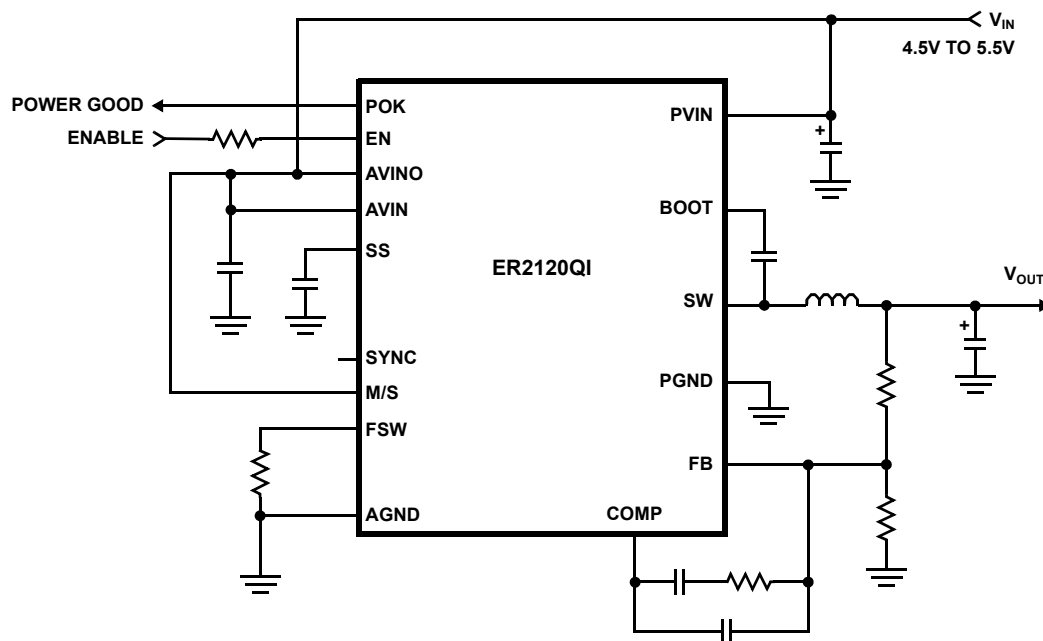 VIN
4.5V TO 5.5V
POWER GOOD
POK
PVIN
ENABLE
EN
AVINO
AVIN
BOOT
SS
ER2120QI
VOUT
SW
SYNC
PGND
M/S
FSW
FB
AGND
COMP
+
+